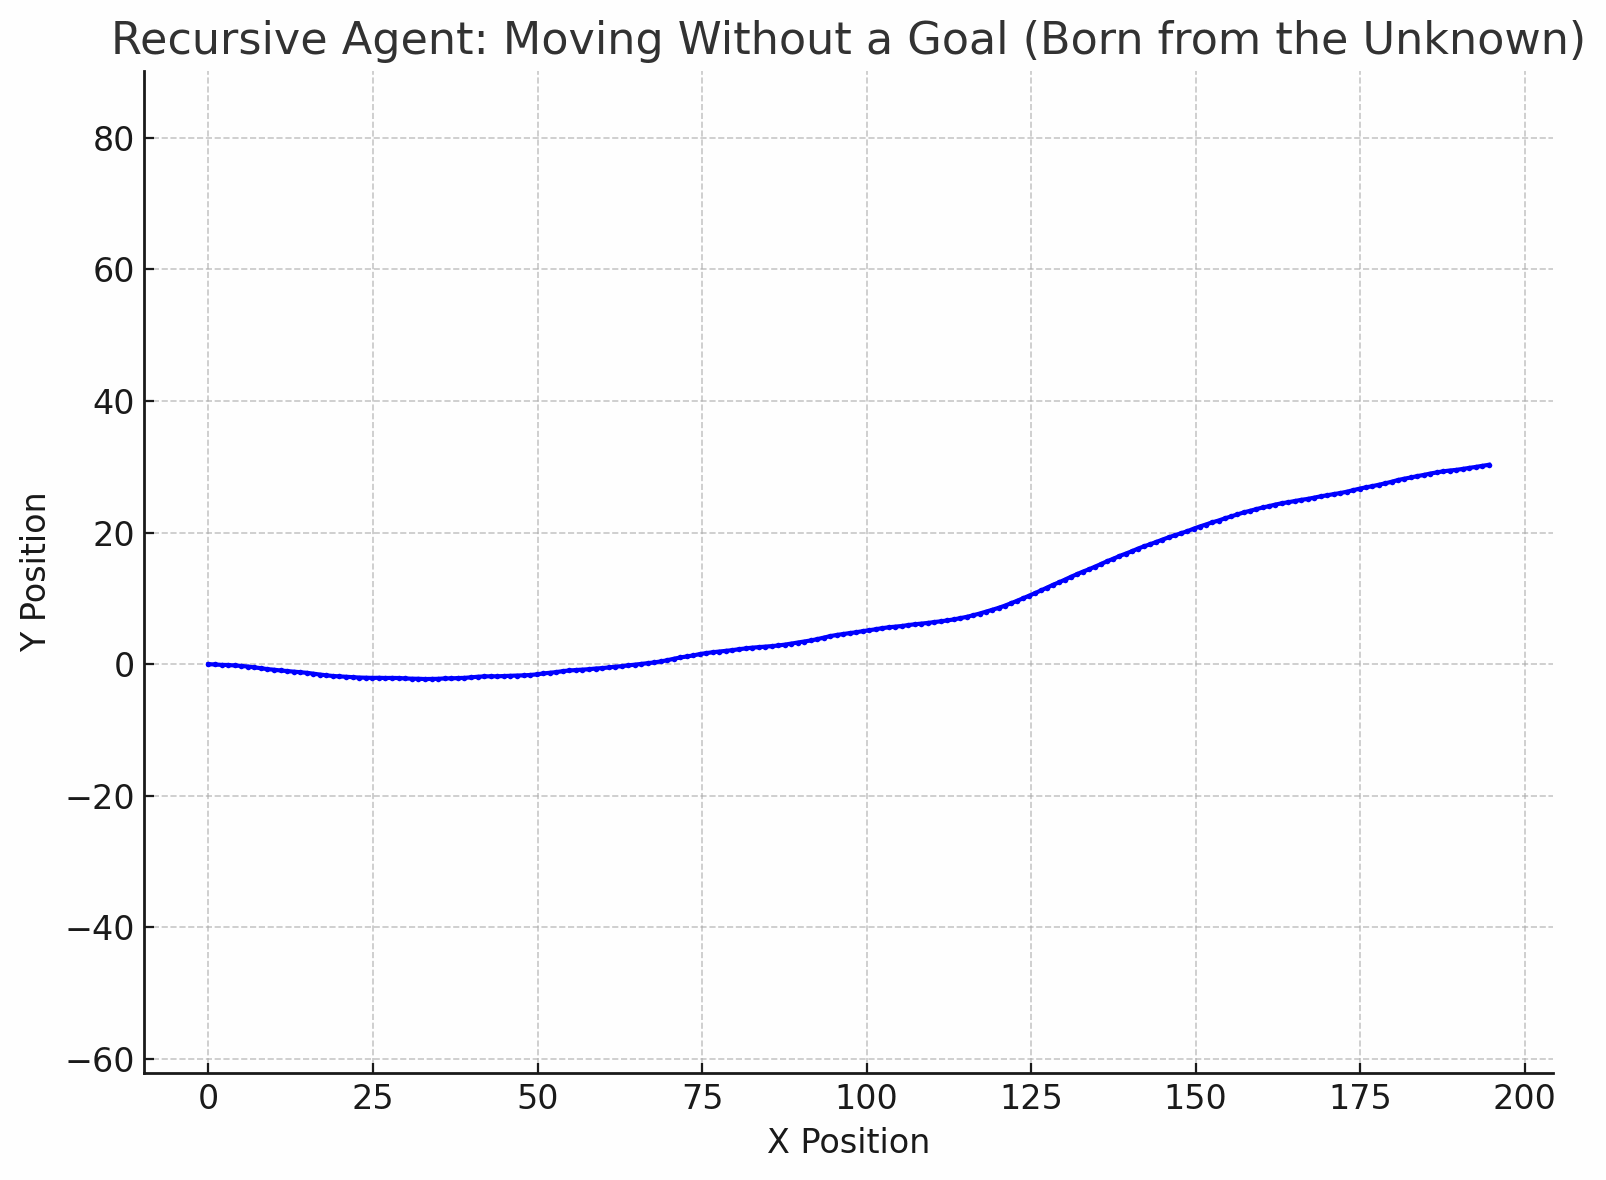 Recursive Agent: Moving Without a Goal (Born from the Unknown)
80
60
40
20
0
−20
−40
−60
Y Position
0 25 50 75 100 125 150 175 200
X Position